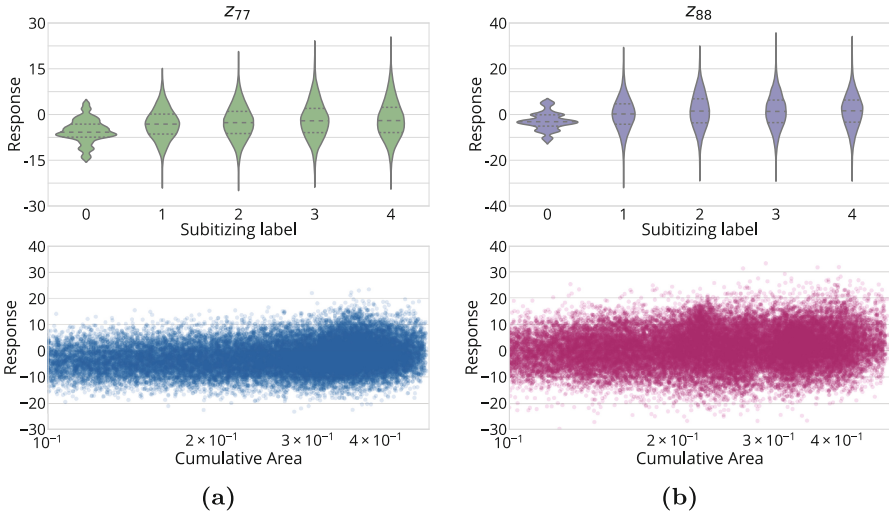 z77
30
15
0
-15
-30
Response
0 1 2 3 4
Subitizing label
z88
40
20
0
-20
-40
Response
0 1 2 3 4
Subitizing label
40
30
20
10
0
−10
−20
−30
Response
10⁻¹ 2 × 10⁻¹ 3 × 10⁻¹ 4 × 10⁻¹
Cumulative Area
40
30
20
10
0
−10
−20
−30
Response
10⁻¹ 2 × 10⁻¹ 3 × 10⁻¹ 4 × 10⁻¹
Cumulative Area
(a)
(b)